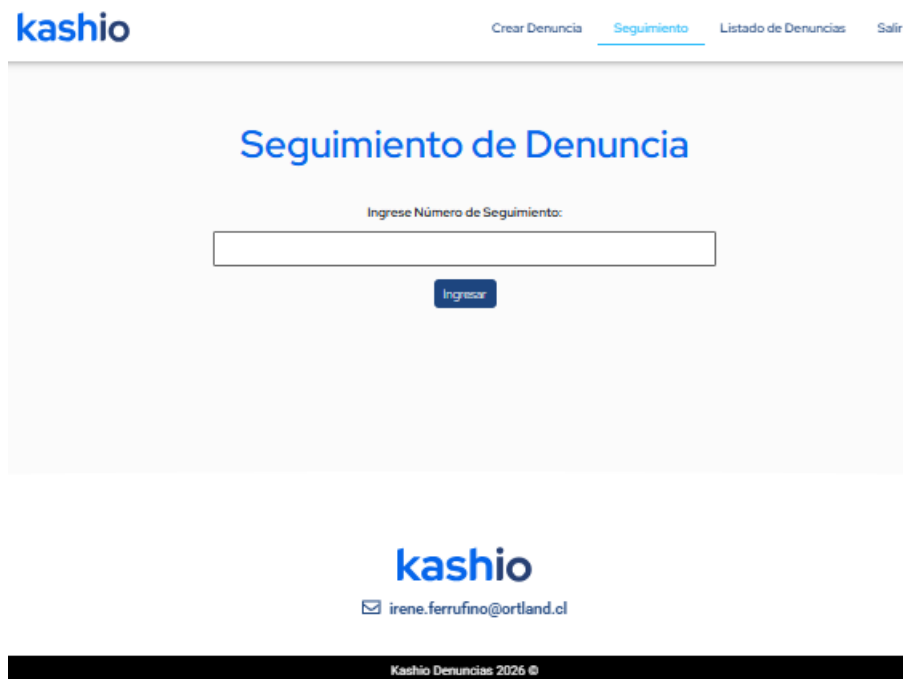 kashio
Crear Denuncia Seguimiento Listado de Denuncias Salir
Seguimiento de Denuncia
Ingrese Número de Seguimiento:
Ingresar
kashio
irene.ferrufino@ortland.cl
Kashio Denuncias 2026 ©